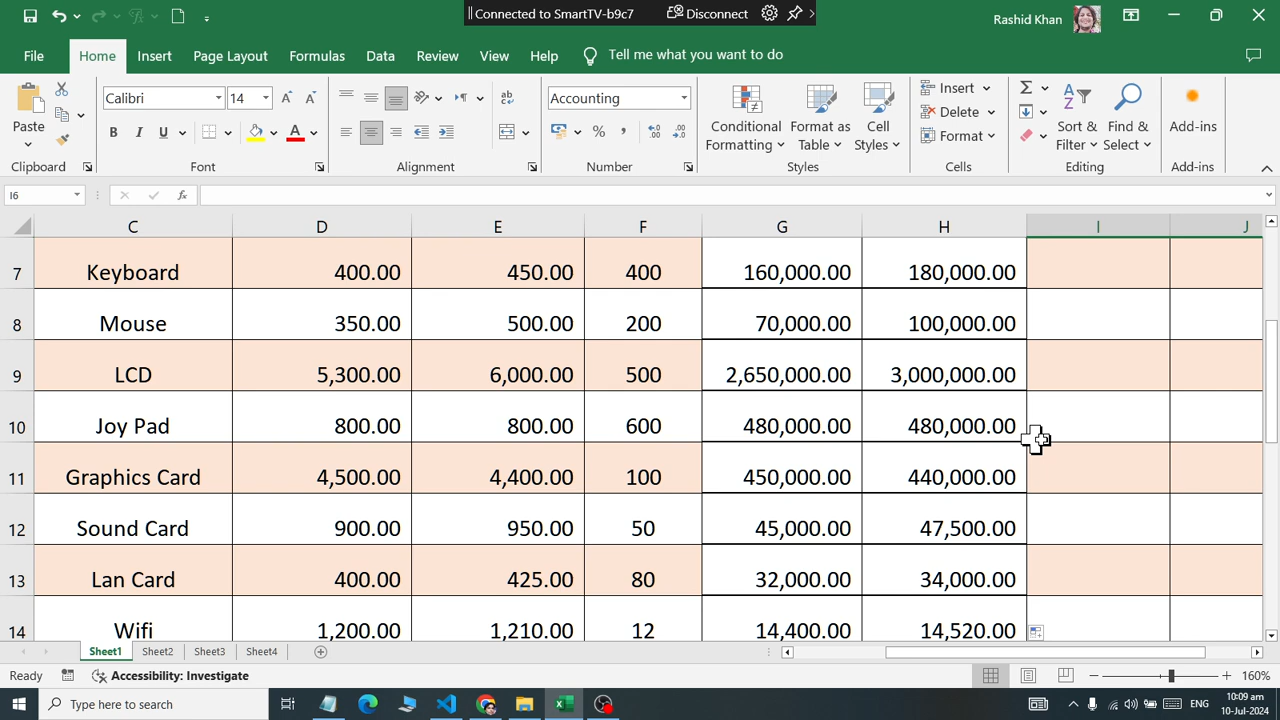 Connected to SmartTV-b9c7 Disconnect
Rashid Khan
File Home Insert Page Layout Formulas Data Review View Help Tell me what you want to do
Calibri 14 Accounting
Paste
Conditional Formatting
Format as Table
Cell Styles
Insert
Delete
Format
Sort & Filter
Find & Select
Add-ins
Clipboard Font Alignment Number Styles Cells Editing Add-ins
I6 fx
C D E F G H I J
7 Keyboard 400.00 450.00 400 160,000.00 180,000.00
8 Mouse 350.00 500.00 200 70,000.00 100,000.00
9 LCD 5,300.00 6,000.00 500 2,650,000.00 3,000,000.00
10 Joy Pad 800.00 800.00 600 480,000.00 480,000.00
11 Graphics Card 4,500.00 4,400.00 100 450,000.00 440,000.00
12 Sound Card 900.00 950.00 50 45,000.00 47,500.00
13 Lan Card 400.00 425.00 80 32,000.00 34,000.00
14 Wifi 1,200.00 1,210.00 12 14,400.00 14,520.00
Sheet1 Sheet2 Sheet3 Sheet4
Ready Accessibility: Investigate 160%
Type here to search
ENG
10:09 am
10-Jul-2024